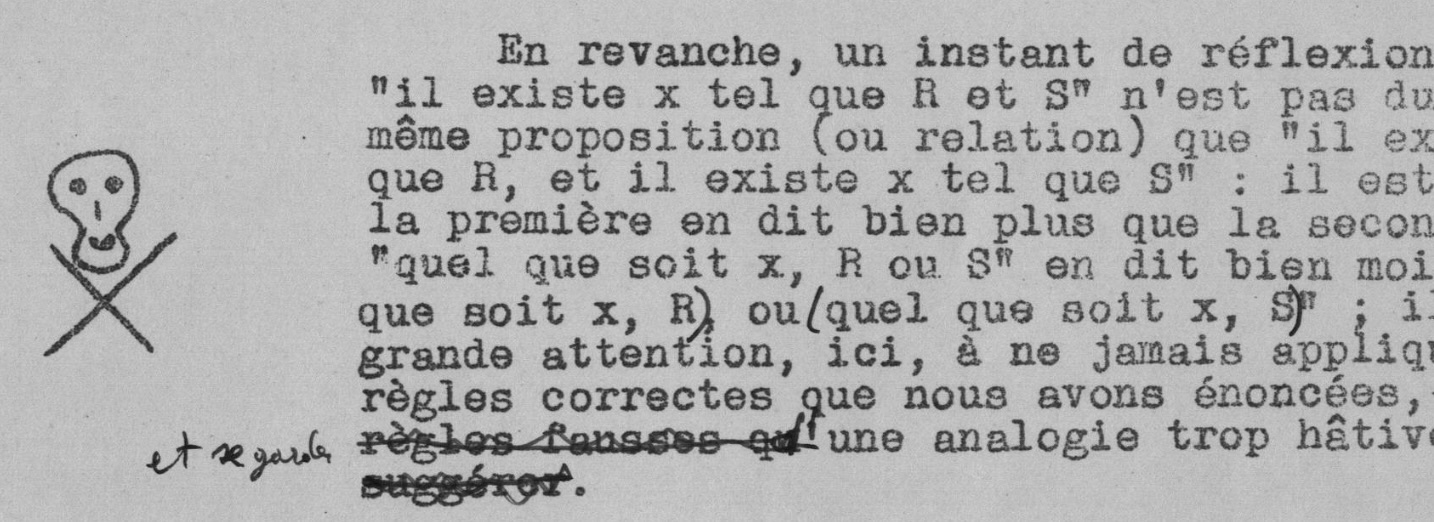 En revanche, un instant de réflexion
"il existe x tel que R et S" n'est pas du
même proposition (ou relation) que "il ex
que R, et il existe x tel que S" : il est
la première en dit bien plus que la secon
"quel que soit x, R ou S" en dit bien moi
que soit x, R), ou (quel que soit x, S)" ; il
grande attention, ici, à ne jamais appliqu
règles correctes que nous avons énoncées,
et se garder règles fausses qu'une analogie trop hâtive
suggérer.